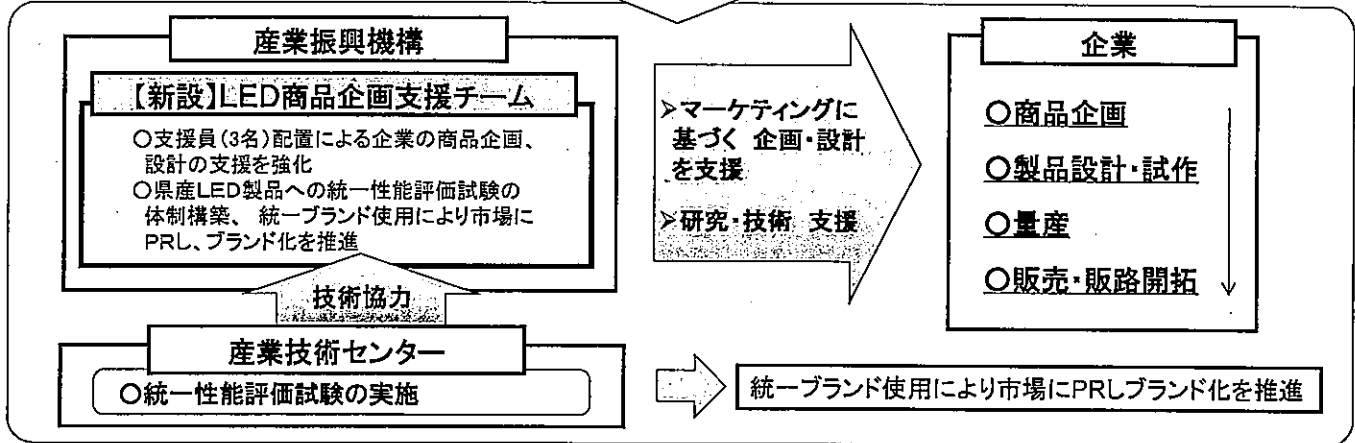 産業振興機構
【新設】LED商品企画支援チーム
○支援員(3名)配置による企業の商品企画、
設計の支援を強化
○県産LED製品への統一性能評価試験の
体制構築、統一ブランド使用により市場に
PRし、ブランド化を推進
技術協力
産業技術センター
○統一性能評価試験の実施
➢マーケティングに
基づく 企画・設計
を支援
➢研究・技術 支援
企業
○商品企画
○製品設計・試作
○量産
○販売・販路開拓
統一ブランド使用により市場にPRしブランド化を推進